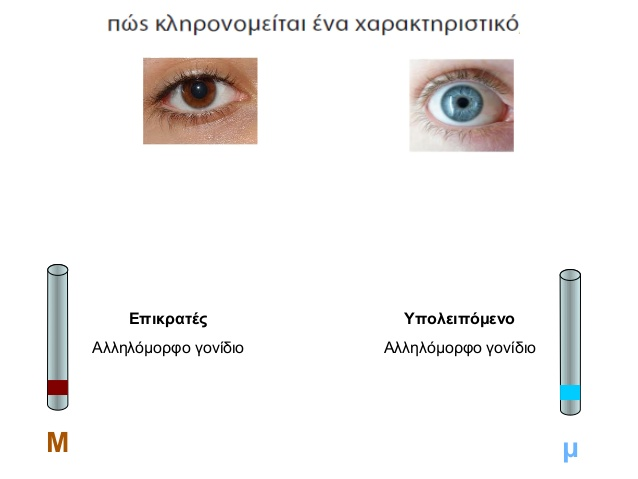 πώς κληρονομείται ένα χαρακτηριστικό
Επικρατές
Αλληλόμορφο γονίδιο
Υπολειπόμενο
Αλληλόμορφο γονίδιο
Μ
μ